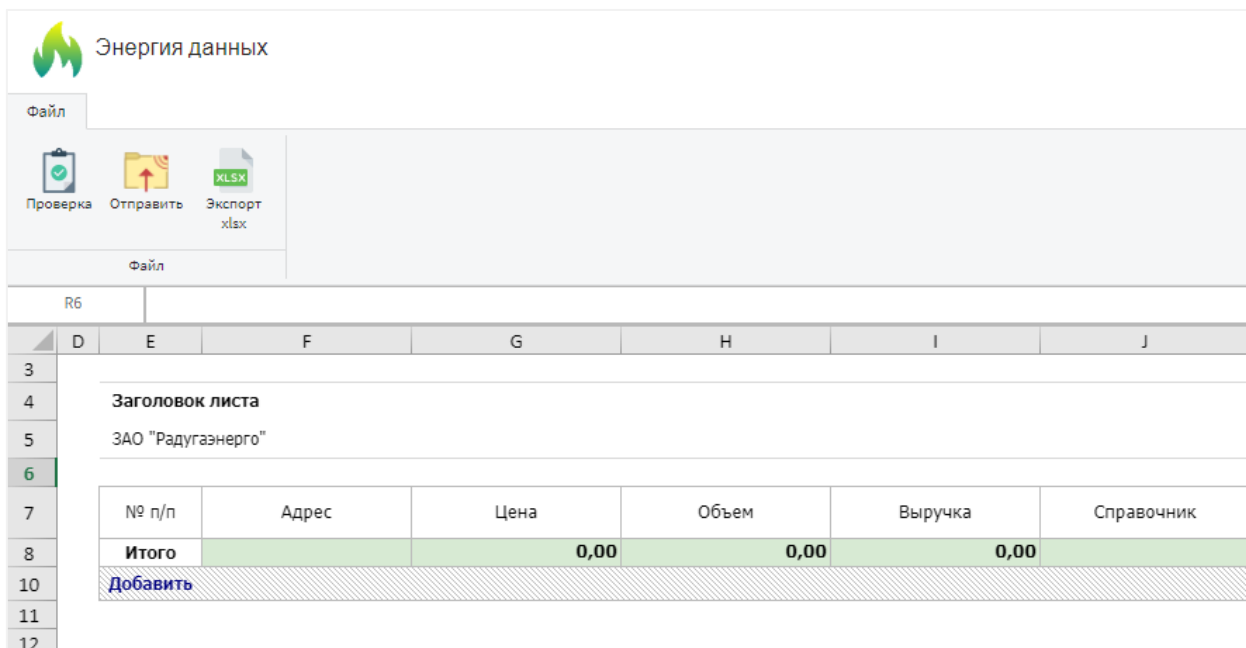 Энергия данных
Файл
XLSX
Проверка Отправить Экспорт
xlsx
Файл
R6
D E F G H I J
3
4 Заголовок листа
5 ЗАО "Радугаэнерго"
6
7 № п/п Адрес Цена Объем Выручка Справочник
8 Итого 0,00 0,00 0,00
10 Добавить
11
12